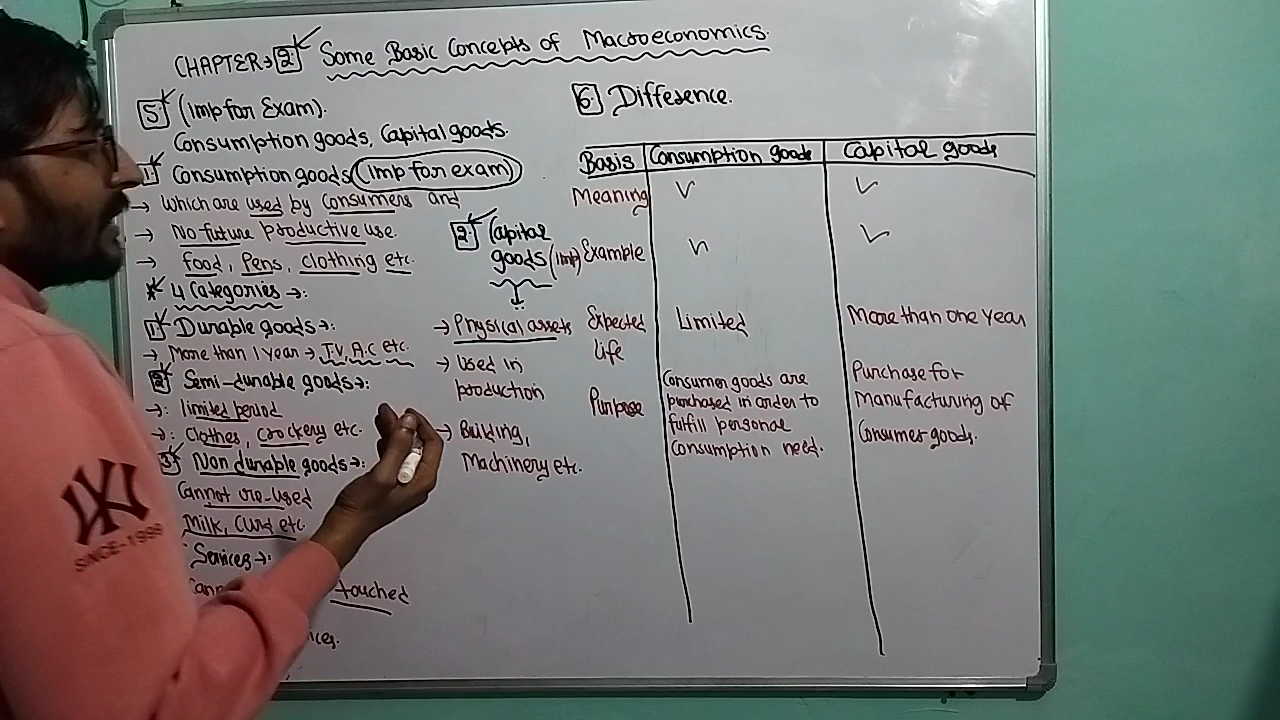 CHAPTER→ 2 Some Basic Concepts of Macroeconomics.
5 (Imp for Exam).
Consumption goods, Capital goods.
1 Consumption goods (Imp for exam)
→ Which are used by consumers and
→ No future productive use.
→ food, Pens, clothing etc.
* 4 Categories →:
1 Durable goods →:
→ More than 1 year → TV, A.C etc.
2 Semi-durable goods →:
→: limited period
→: Clothes, Crockery etc.
3 Non durable goods →:
Cannot re-used
Milk, Curd etc.
Services →:
touched
2 Capital
goods (Imp)
→ Physical assets
→ Used in
production
→ Building,
Machinery etc.
6 Difference.
Basis Consumption goods Capital goods
Meaning ✓ ✓
Example ✓ ✓
Expected
life
Limited
More than one year
Purpose
Consumer goods are
purchased in order to
fulfill personal
Consumption need.
Purchase for
Manufacturing of
Consumer goods.
SINCE-1998